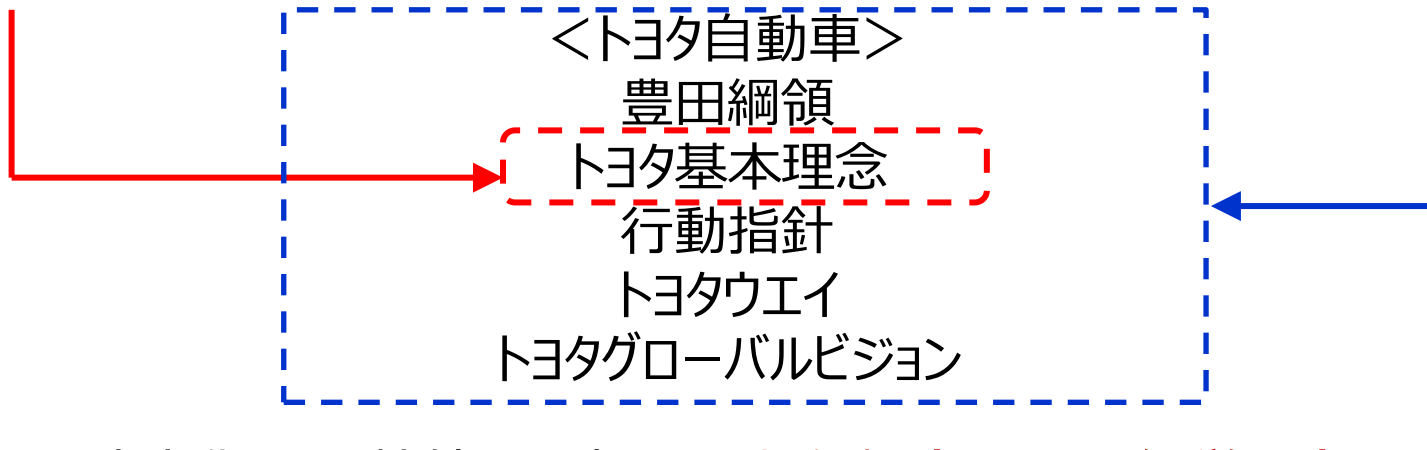 ＜トヨタ自動車＞
豊田綱領
トヨタ基本理念
行動指針
トヨタウエイ
トヨタグローバルビジョン